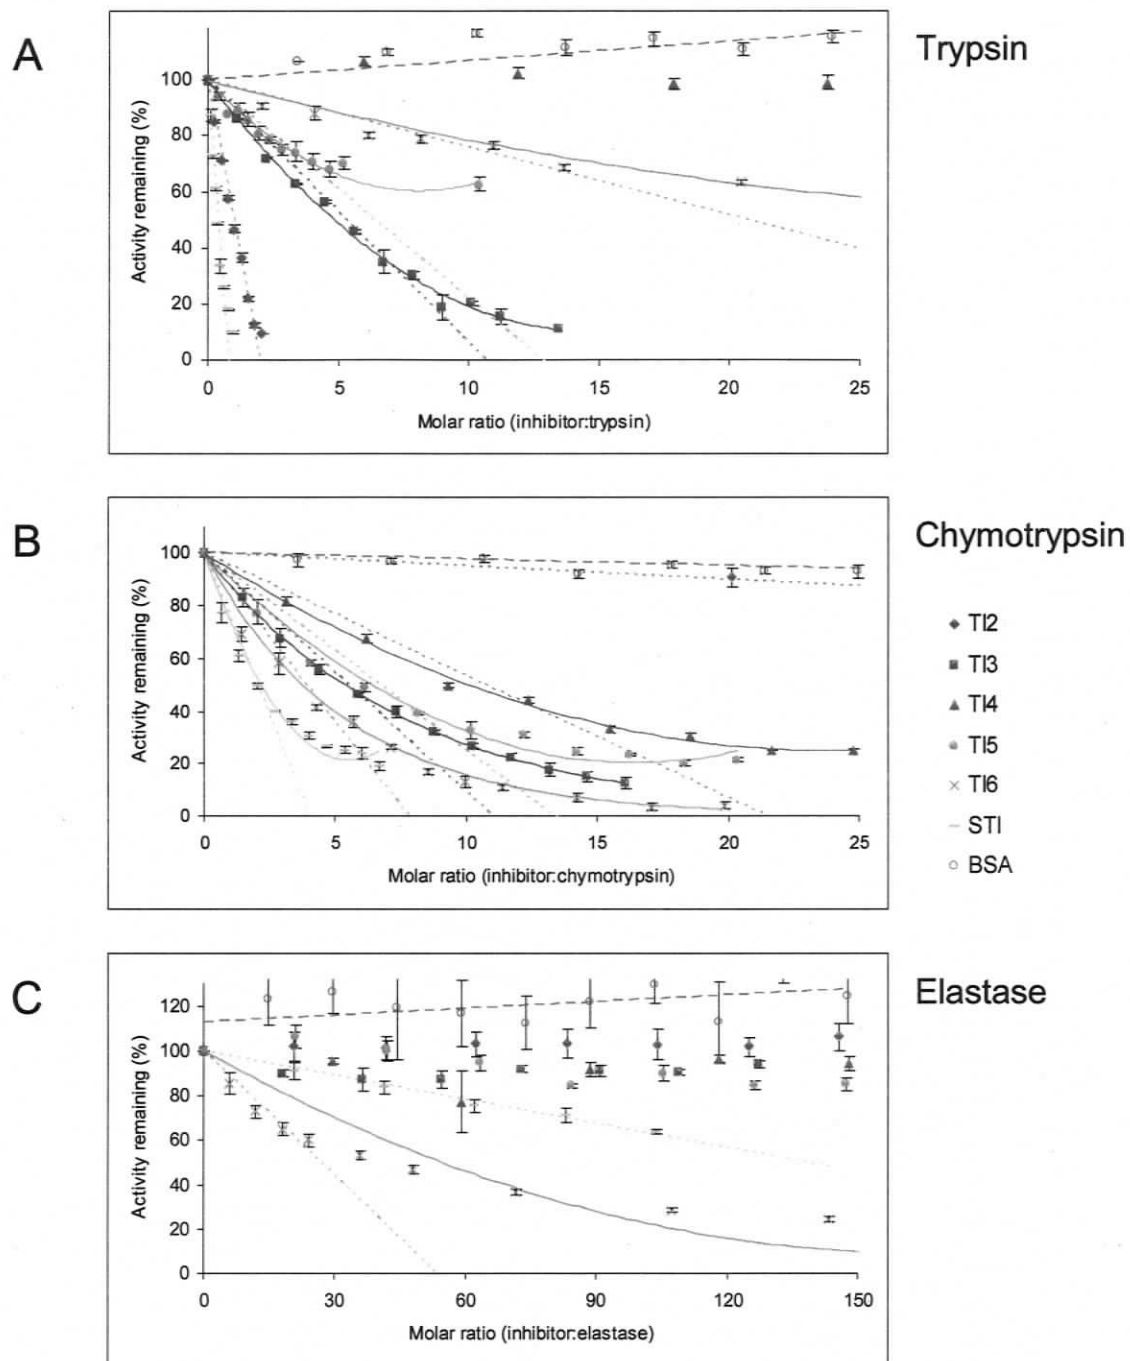 A
Trypsin
Activity remaining (%)
100
80
60
40
20
0
0 5 10 15 20 25
Molar ratio (inhibitor:trypsin)
B
Chymotrypsin
Activity remaining (%)
100
80
60
40
20
0
0 5 10 15 20 25
Molar ratio (inhibitor:chymotrypsin)
TI2
TI3
TI4
TI5
TI6
STI
BSA
C
Elastase
Activity remaining (%)
120
100
80
60
40
20
0
0 30 60 90 120 150
Molar ratio (inhibitor:elastase)